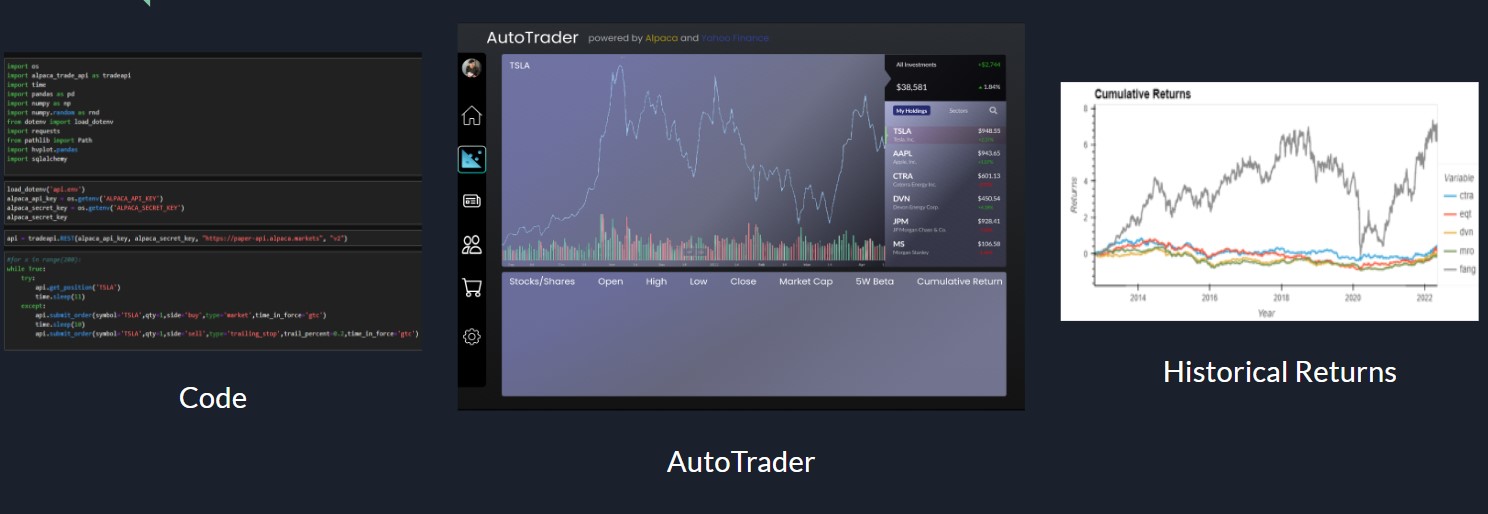 import os
import alpaca_trade_api as tradeapi
import time
import pandas as pd
import numpy as np
import numpy.random as rnd
from dotenv import load_dotenv
import requests
from pathlib import Path
import hvplot.pandas
import sqlalchemy
load_dotenv('api.env')
alpaca_api_key = os.getenv('ALPACA_API_KEY')
alpaca_secret_key = os.getenv('ALPACA_SECRET_KEY')
alpaca_secret_key
api = tradeapi.REST(alpaca_api_key, alpaca_secret_key, "https://paper-api.alpaca.markets", "v2")
#for x in range(200):
while True:
try:
api.get_position('TSLA')
time.sleep(11)
except:
api.submit_order(symbol='TSLA',qty=1,side='buy',type='market',time_in_force='gtc')
time.sleep(10)
api.submit_order(symbol='TSLA',qty=1,side='sell',type='trailing_stop',trail_percent=0.2,time_in_force='gtc')
Code
AutoTrader powered by Alpaca and Yahoo Finance
TSLA
All Investments +$2,744
$38,581 1.84%
My Holdings Sectors
TSLA $948.55
Tesla, Inc.
AAPL $943.65
Apple, Inc.
CTRA $601.13
Coterra Energy Inc.
DVN $450.54
Devon Energy Corp.
JPM $928.41
JP Morgan Chase & Co.
MS $106.58
Morgan Stanley
Stocks/Shares Open High Low Close Market Cap 5W Beta Cumulative Return
AutoTrader
Cumulative Returns
8
6
4
2
0
Returns
2014 2016 2018 2020 2022
Year
Variable
ctra
eqt
dvn
mro
fang
Historical Returns